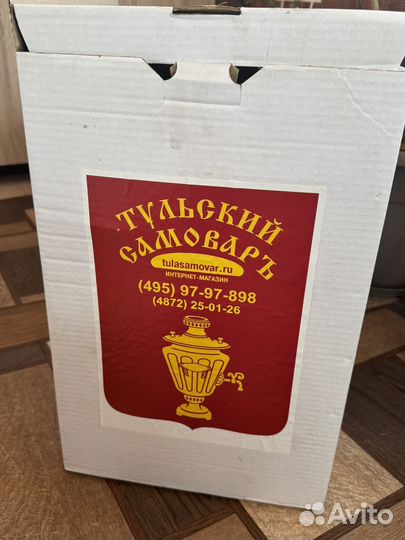 ТУЛЬСКИЙ
САМОВАРЪ
tulasamovar.ru
ИНТЕРНЕТ-МАГАЗИН
(495) 97-97-898
(4872) 25-01-26
Avito